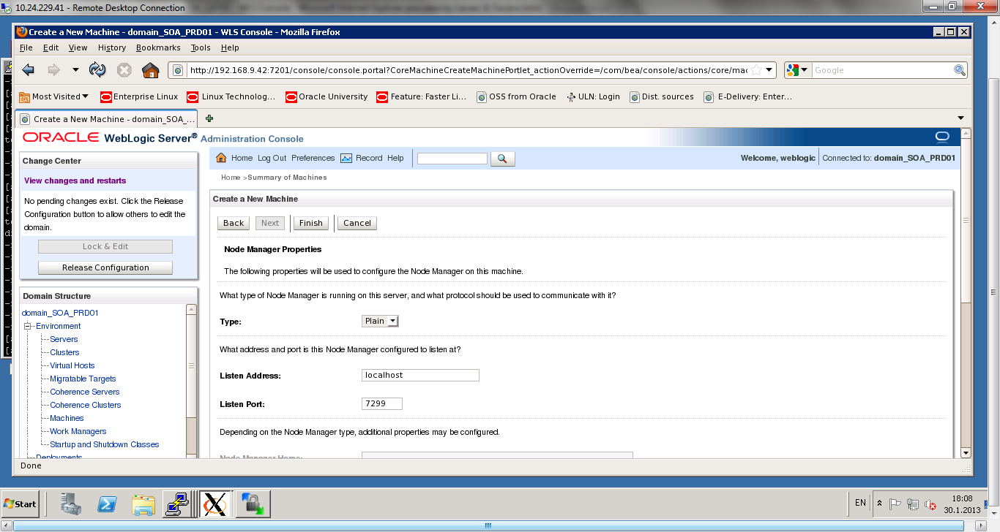 10.24.229.41 - Remote Desktop Connection
Create a New Machine - domain_SOA_PRD01 - WLS Console - Mozilla Firefox
File Edit View History Bookmarks Tools Help
http://192.168.9.42:7201/console/console.portal?CoreMachineCreateMachinePortlet_actionOverride=/com/bea/console/actions/core/mac
Google
Most Visited Enterprise Linux Linux Technolog... Oracle University Feature: Faster Li... OSS from Oracle ULN: Login Dist. sources E-Delivery: Enter...
Create a New Machine - domain_SOA_...
ORACLE WebLogic Server® Administration Console
Change Center
View changes and restarts
No pending changes exist. Click the Release
Configuration button to allow others to edit the
domain.
Lock & Edit
Release Configuration
Domain Structure
domain_SOA_PRD01
Environment
Servers
Clusters
Virtual Hosts
Migratable Targets
Coherence Servers
Coherence Clusters
Machines
Work Managers
Startup and Shutdown Classes
Deployments
Home Log Out Preferences Record Help
Welcome, weblogic Connected to: domain_SOA_PRD01
Home >Summary of Machines
Create a New Machine
Back Next Finish Cancel
Node Manager Properties
The following properties will be used to configure the Node Manager on this machine.
What type of Node Manager is running on this server, and what protocol should be used to communicate with it?
Type: Plain
What address and port is this Node Manager configured to listen at?
Listen Address: localhost
Listen Port: 7299
Depending on the Node Manager type, additional properties may be configured.
Node Manager Home:
Done
Start
EN
18:08
30.1.2013